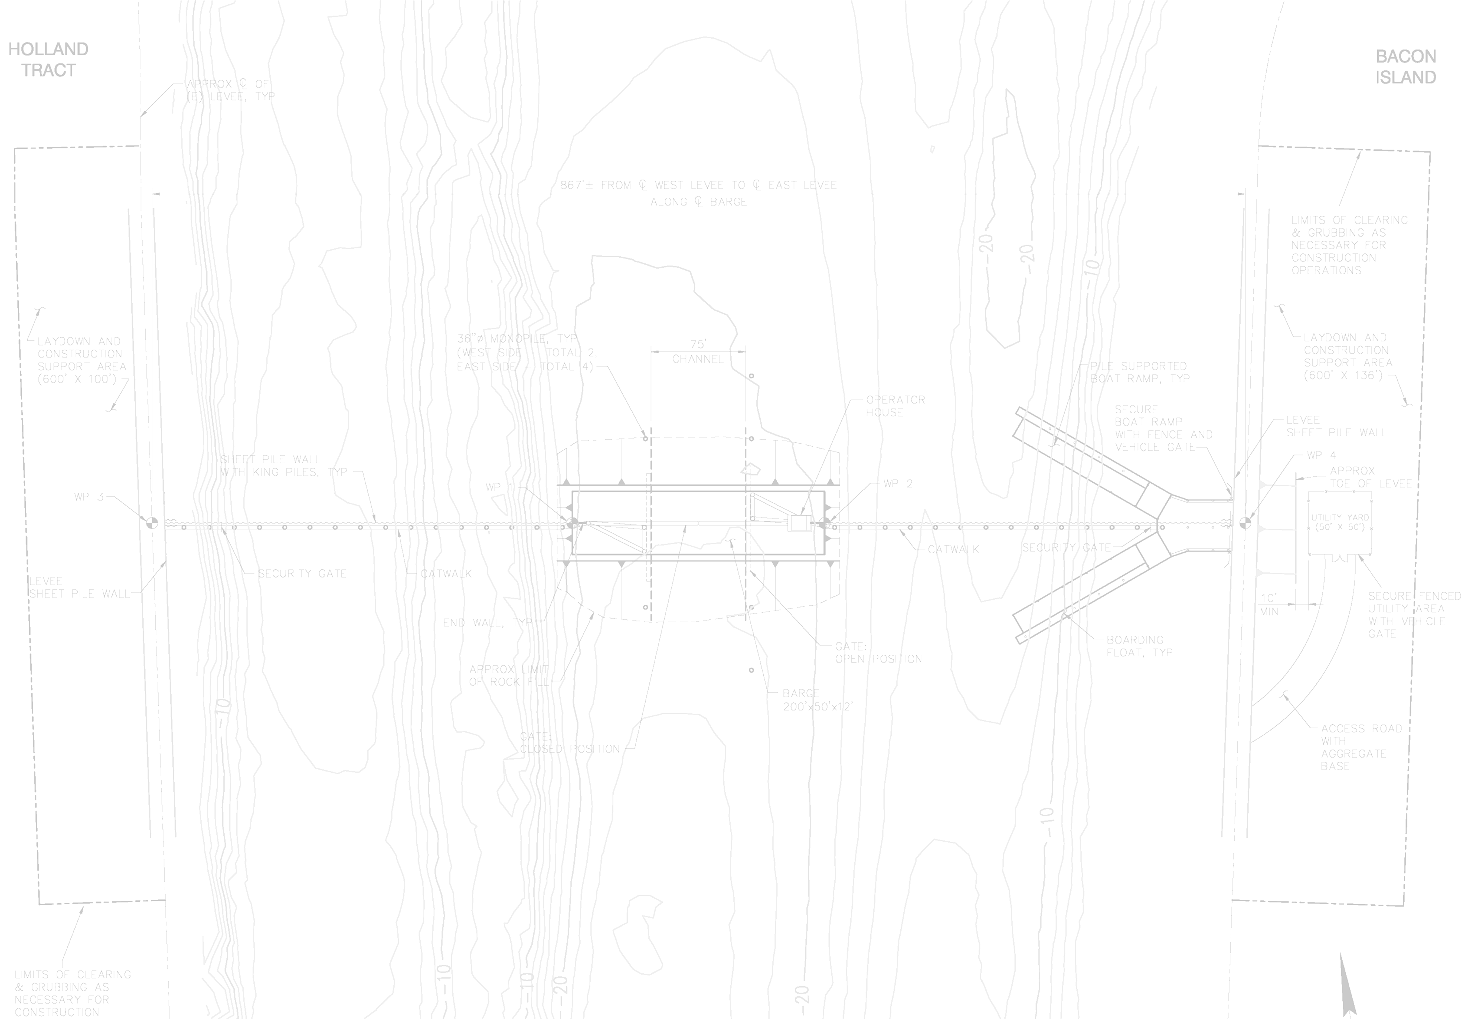 HOLLAND
TRACT
BACON
ISLAND
APPROX ℄ OF
(E) LEVEE, TYP
867'± FROM ℄ WEST LEVEE TO ℄ EAST LEVEE
ALONG ℄ BARGE
LIMITS OF CLEARING
& GRUBBING AS
NECESSARY FOR
CONSTRUCTION
OPERATIONS
-20
-20
-10
LAYDOWN AND
CONSTRUCTION
SUPPORT AREA
(600' X 100')
36"ø MONOPILE, TYP
(WEST SIDE - TOTAL 2,
EAST SIDE - TOTAL 4)
75'
CHANNEL
LAYDOWN AND
CONSTRUCTION
SUPPORT AREA
(600' X 136')
PILE SUPPORTED
BOAT RAMP, TYP
OPERATOR
HOUSE
SECURE
BOAT RAMP
WITH FENCE AND
VEHICLE GATE
LEVEE
SHEET PILE WALL
WP 4
APPROX
TOE OF LEVEE
SHEET PILE WALL
WITH KING PILES, TYP
WP 3
WP
WP 2
UTILITY YARD
(50' X 50')
SECURITY GATE
CATWALK
CATWALK
SECURITY GATE
LEVEE
SHEET PILE WALL
END WALL, TYP
10'
MIN
SECURE FENCED
UTILITY AREA
WITH VEHICLE
GATE
GATE:
OPEN POSITION
BOARDING
FLOAT, TYP
APPROX LIMIT
OF ROCK FILL
BARGE
200'x50'x12'
-10
GATE:
CLOSED POSITION
ACCESS ROAD
WITH
AGGREGATE
BASE
-10
LIMITS OF CLEARING
& GRUBBING AS
NECESSARY FOR
CONSTRUCTION
-10
-10
-20
-20